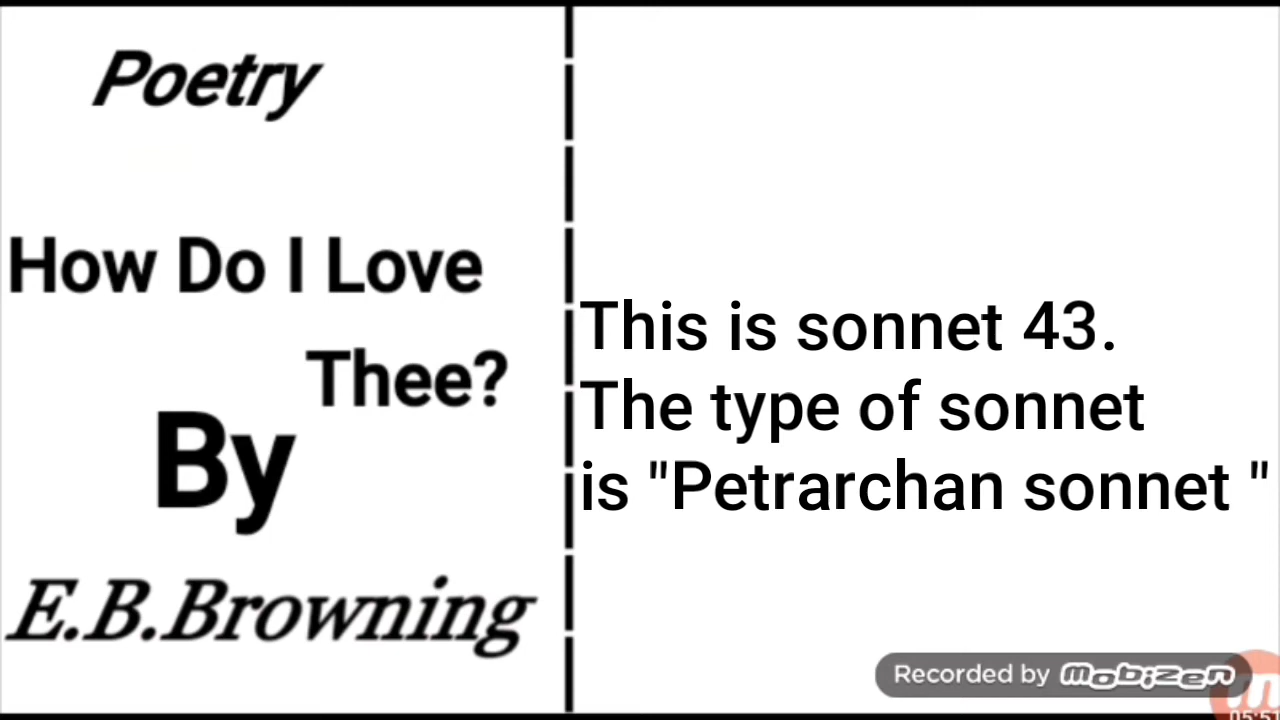 Poetry
How Do I Love
Thee?
By
E.B.Browning
This is sonnet 43.
The type of sonnet
is "Petrarchan sonnet "
Recorded by mobizen